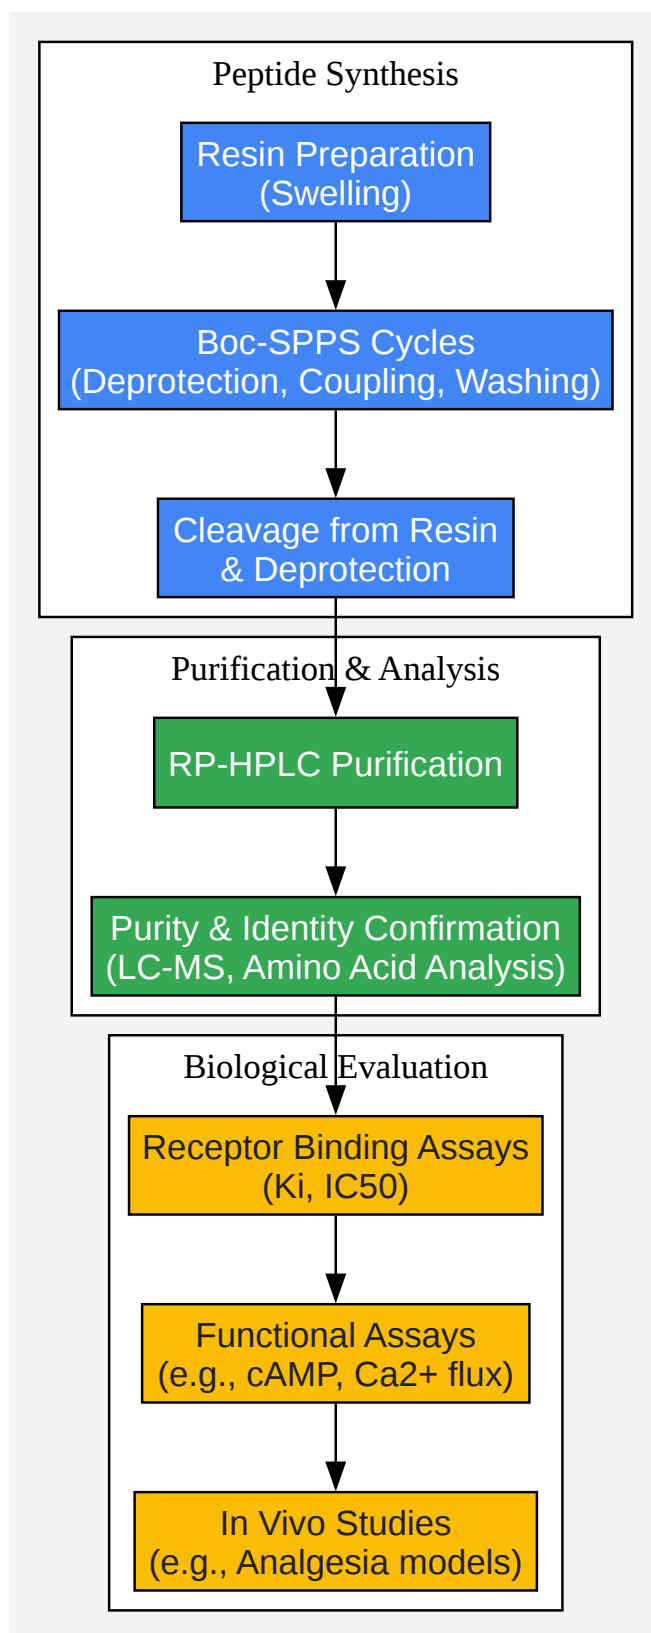 Peptide Synthesis
Resin Preparation
(Swelling)
Boc-SPPS Cycles
(Deprotection, Coupling, Washing)
Cleavage from Resin
& Deprotection
Purification & Analysis
RP-HPLC Purification
Purity & Identity Confirmation
(LC-MS, Amino Acid Analysis)
Biological Evaluation
Receptor Binding Assays
(Ki, IC50)
Functional Assays
(e.g., cAMP, Ca2+ flux)
In Vivo Studies
(e.g., Analgesia models)